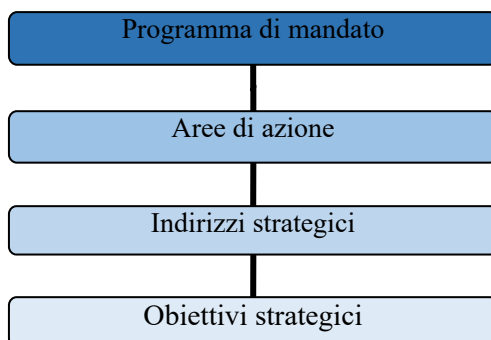 Programma di mandato
Aree di azione
Indirizzi strategici
Obiettivi strategici